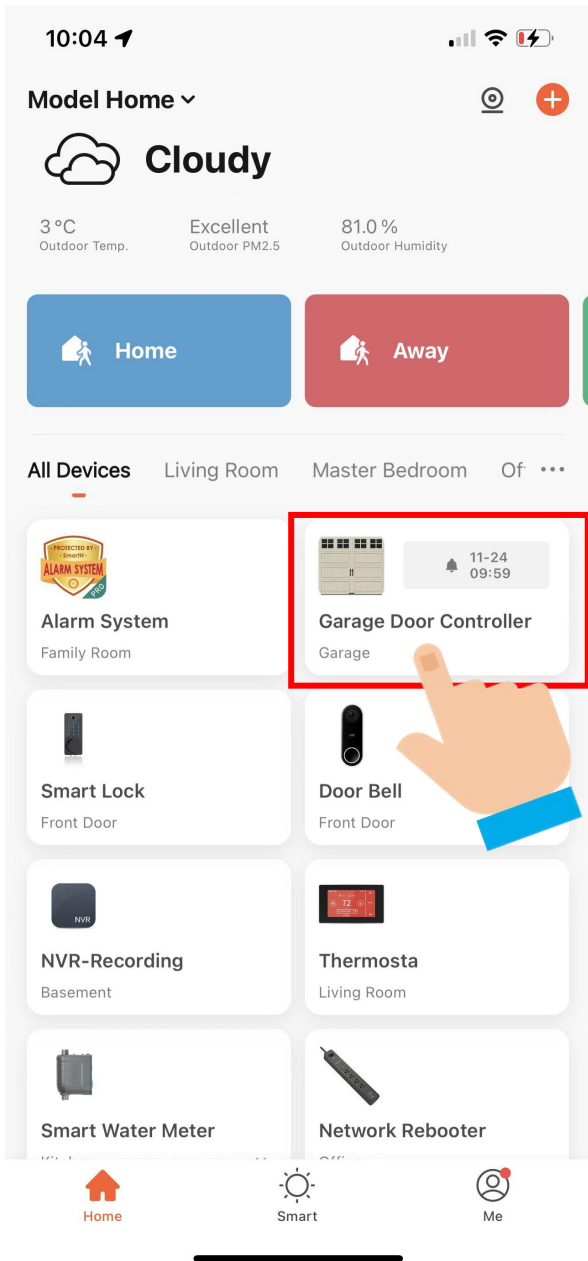 10:04
Model Home
Cloudy
3 °C
Excellent
81.0 %
Outdoor Temp.
Outdoor PM2.5
Outdoor Humidity
Home
Away
All Devices
Living Room
Master Bedroom
Of
PROTECTED BY
ALARM SYSTEM
PRO
Alarm System
Family Room
11-24
09:59
Garage Door Controller
Garage
Smart Lock
Front Door
Door Bell
Front Door
NVR
NVR-Recording
Basement
72
Thermosta
Living Room
Smart Water Meter
Network Rebooter
Home
Smart
Me